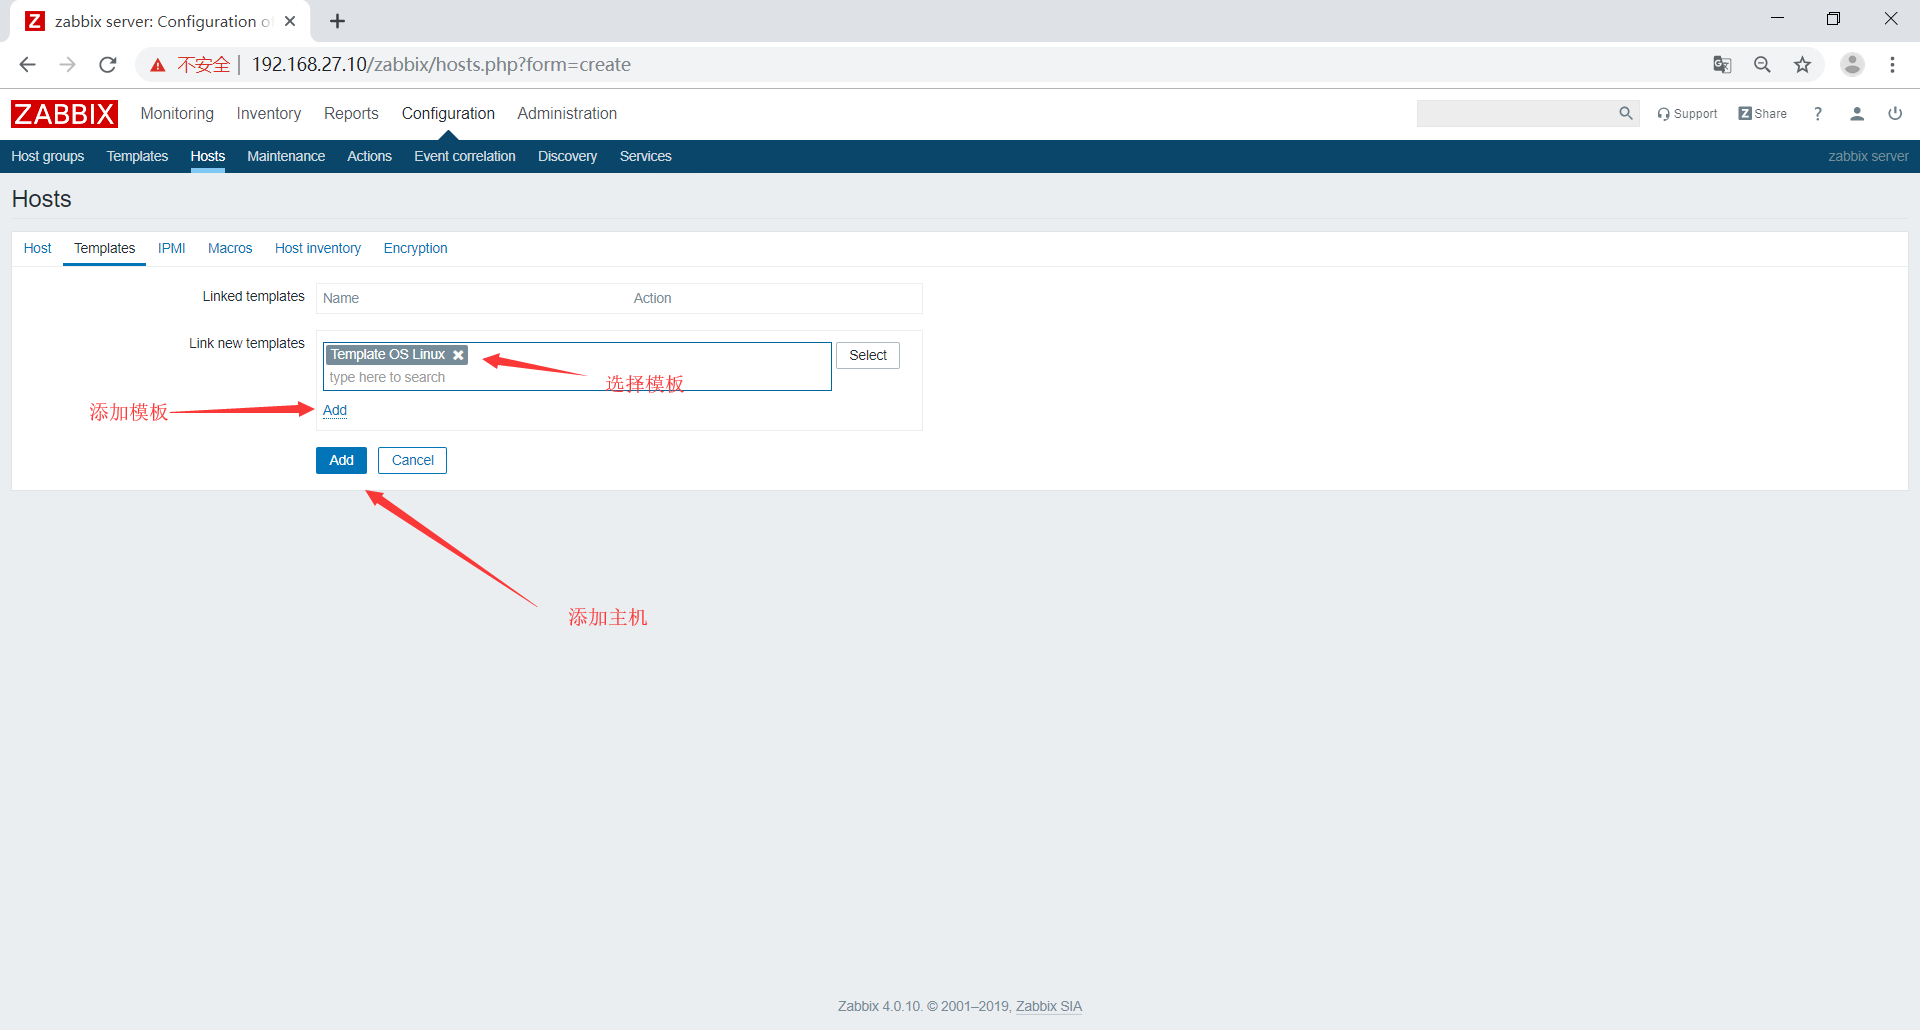 zabbix server: Configuration o
不安全 | 192.168.27.10/zabbix/hosts.php?form=create
ZABBIX Monitoring Inventory Reports Configuration Administration Support Z Share ?
Host groups Templates Hosts Maintenance Actions Event correlation Discovery Services zabbix server
Hosts
Host Templates IPMI Macros Host inventory Encryption
Linked templates Name Action
Link new templates Template OS Linux Select
type here to search
选择模板
添加模板 Add
Add Cancel
添加主机
Zabbix 4.0.10. © 2001–2019, Zabbix SIA